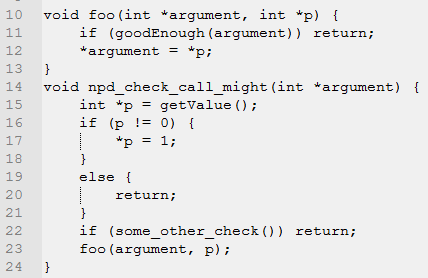 10 void foo(int *argument, int *p) {
11     if (goodEnough(argument)) return;
12     *argument = *p;
13 }
14 void npd_check_call_might(int *argument) {
15     int *p = getValue();
16     if (p != 0) {
17         *p = 1;
18     }
19     else {
20         return;
21     }
22     if (some_other_check()) return;
23     foo(argument, p);
24 }